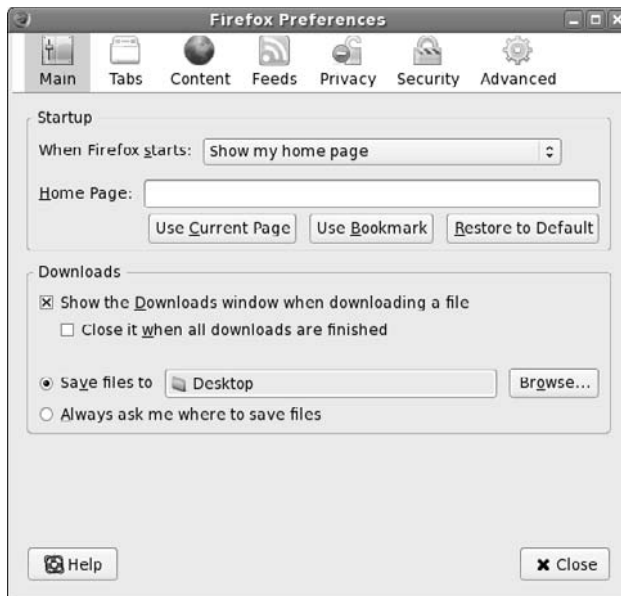 Firefox Preferences
Main Tabs Content Feeds Privacy Security Advanced
Startup
When Firefox starts: Show my home page
Home Page:
Use Current Page Use Bookmark Restore to Default
Downloads
Show the Downloads window when downloading a file
Close it when all downloads are finished
Save files to Desktop Browse...
Always ask me where to save files
Help Close